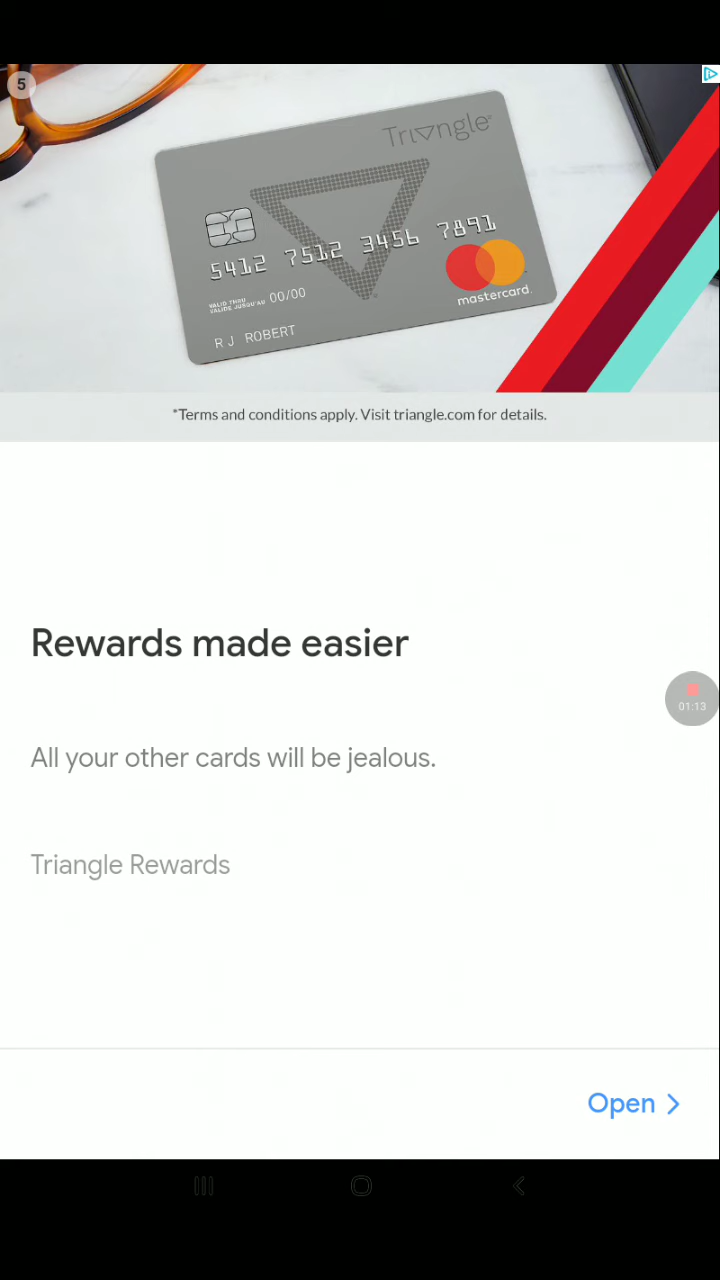 5
Triangle
5412 7512 3456 7891
VALID THRU
VALIDE JUSQU'AU 00/00
R J ROBERT
mastercard.
*Terms and conditions apply. Visit triangle.com for details.
Rewards made easier
01:13
All your other cards will be jealous.
Triangle Rewards
Open